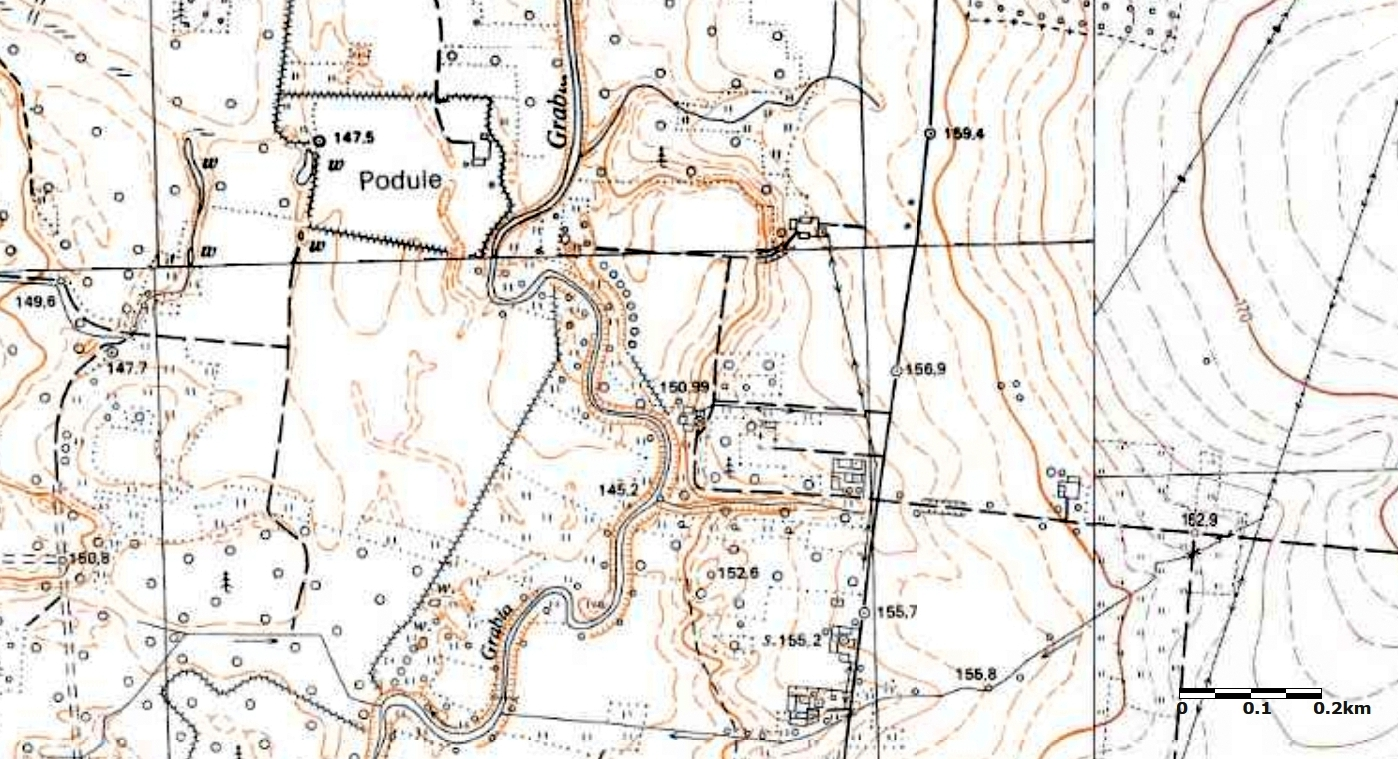 Grabia
147.5
159.4
w
w
Podule
w
w
149,6
170
147.7
156,9
150.99
145,2
162.9
150,8
152.6
w.
w.
155,7
Grabia
s.155,2
155,8
0 0.1 0.2km